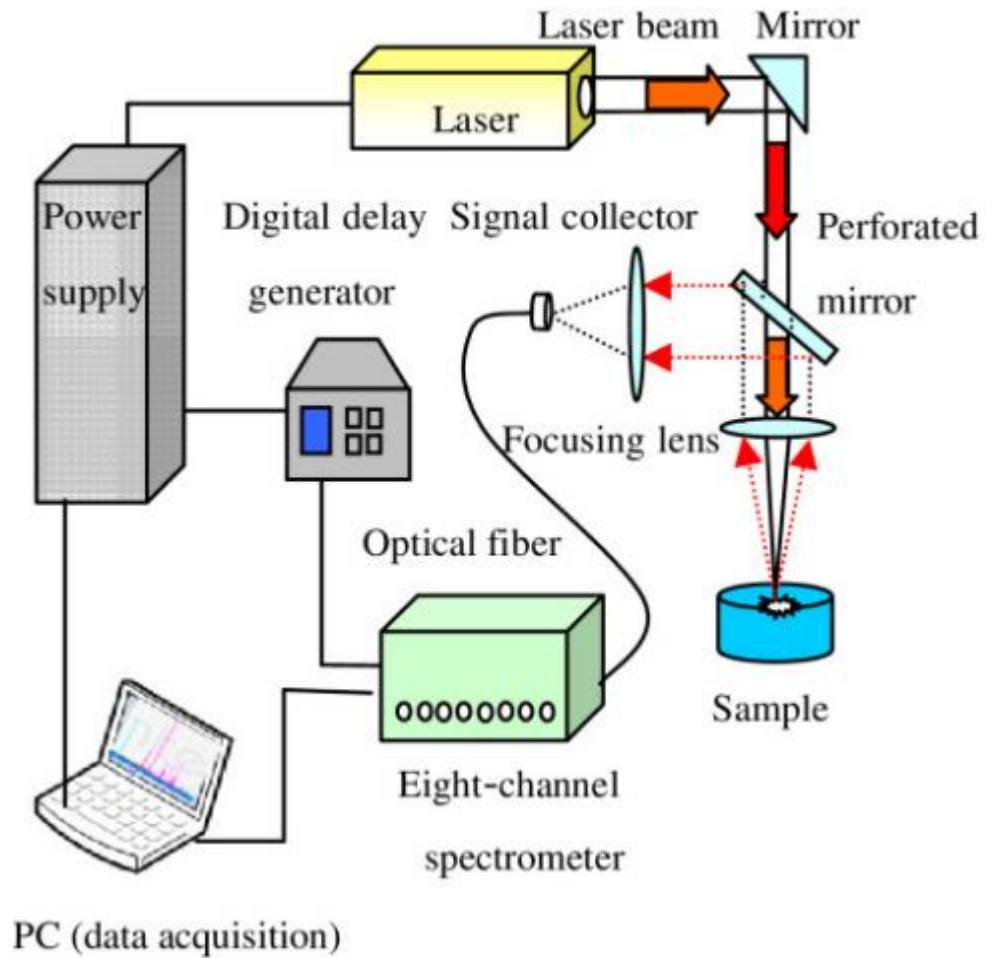 Laser beam
Mirror
Laser
Power
supply
Digital delay
generator
Signal collector
Perforated
mirror
Focusing lens
Optical fiber
Sample
Eight-channel
spectrometer
PC (data acquisition)